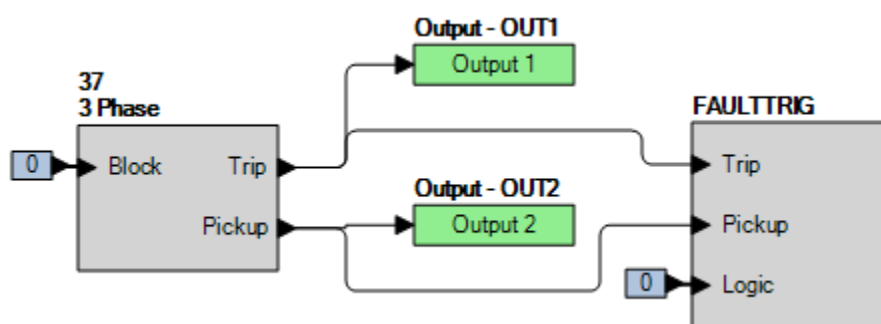 Output - OUT1
Output 1
37
3 Phase
FAULTTRIG
0
Block
Trip
Trip
Output - OUT2
Pickup
Output 2
Pickup
0
Logic